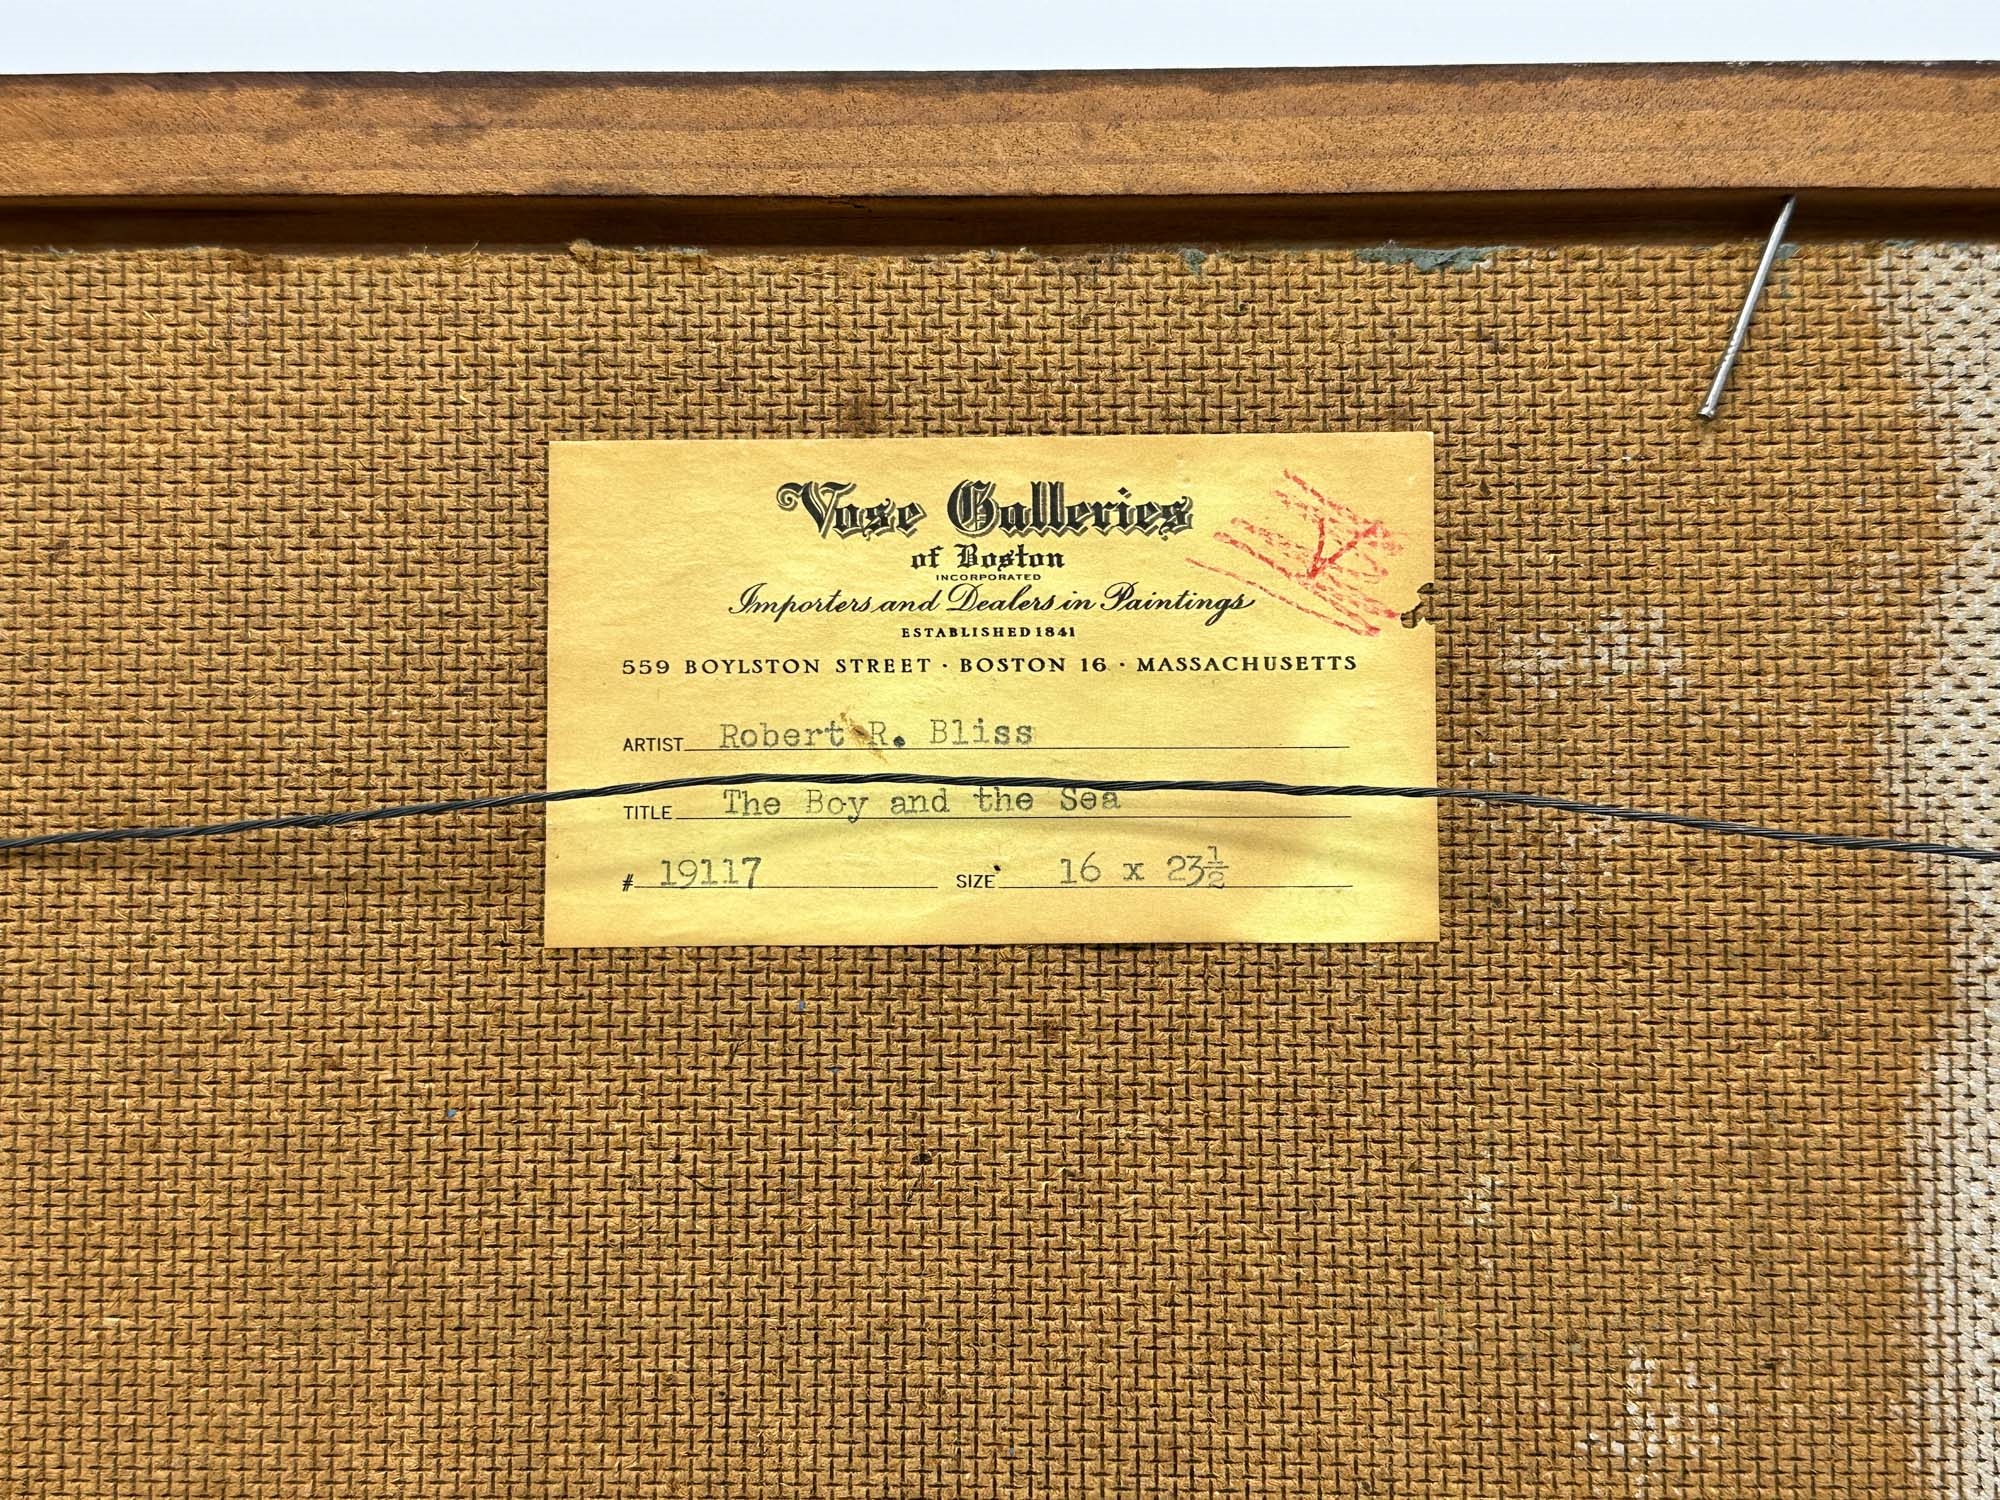 Vose Galleries
of Boston
INCORPORATED
Importers and Dealers in Paintings
ESTABLISHED 1841
559 BOYLSTON STREET · BOSTON 16 · MASSACHUSETTS
ARTIST Robert R. Bliss
TITLE The Boy and the Sea
# 19117 SIZE 16 x 23½